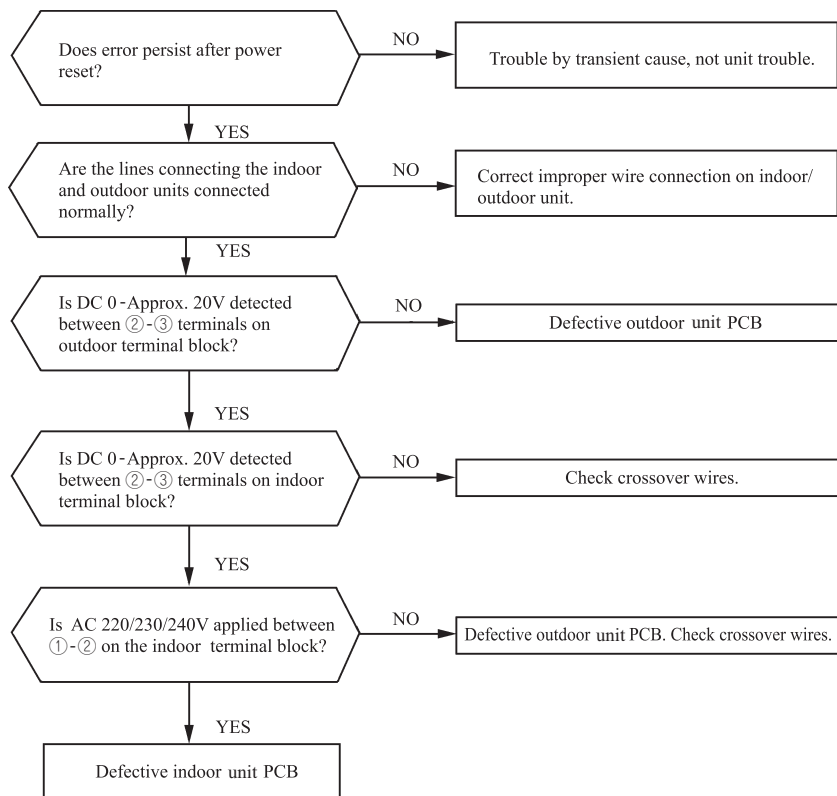 Does error persist after power
reset?
NO
Trouble by transient cause, not unit trouble.
YES
Are the lines connecting the indoor
and outdoor units connected
normally?
NO
Correct improper wire connection on indoor/
outdoor unit.
YES
Is DC 0-Approx. 20V detected
between ②-③ terminals on
outdoor terminal block?
NO
Defective outdoor unit PCB
YES
Is DC 0-Approx. 20V detected
between ②-③ terminals on indoor
terminal block?
NO
Check crossover wires.
YES
Is AC 220/230/240V applied between
①-② on the indoor terminal block?
NO
Defective outdoor unit PCB. Check crossover wires.
YES
Defective indoor unit PCB